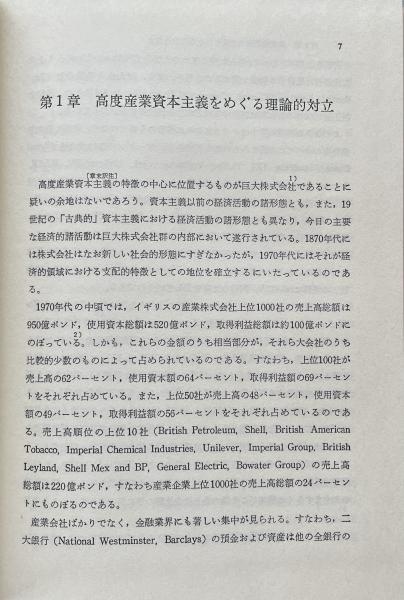 7
第1章 高度産業資本主義をめぐる理論的対立
〔章末訳注〕
高度産業資本主義の特徴の中心に位置するものが巨大株式会社1)であることに
疑いの余地はないであろう。資本主義以前の経済活動の諸形態とも，また，19
世紀の「古典的」資本主義における経済活動の諸形態とも異なり，今日の主要
な経済的諸活動は巨大株式会社群の内部において遂行されている。1870年代に
は株式会社はなお新しい社会的形態にすぎなかったが，1970年代にはそれが経
済的領域における支配的特徴としての地位を確立するにいたっているのであ
る。
1970年代の中頃では，イギリスの産業株式会社上位1000社の売上高総額は
950億ポンド，使用資本総額は520億ポンド，取得利益総額は約100億ポンドに
のぼっている2)。しかも，これらの金額のうち相当部分が，それら大会社のうち
比較的少数のものによって占められているのである。すなわち，上位100社が
売上高の62パーセント，使用資本額の64パーセント，取得利益額の69パーセン
トをそれぞれ占めている。また，上位50社が売上高の48パーセント，使用資本
額の49パーセント，取得利益額の56パーセントをそれぞれ占めているのであ
る。売上高順位の上位10社（British Petroleum, Shell, British American
Tobacco, Imperial Chemical Industries, Unilever, Imperial Group, British
Leyland, Shell Mex and BP, General Electric, Bowater Group）の売上高
総額は220億ポンド，すなわち産業企業上位1000社の売上高総額の24パーセン
トにものぼるのである。
産業会社ばかりでなく，金融業界にも著しい集中が見られる。すなわち，二
大銀行（National Westminster, Barclays）の預金および資産は他の全銀行の